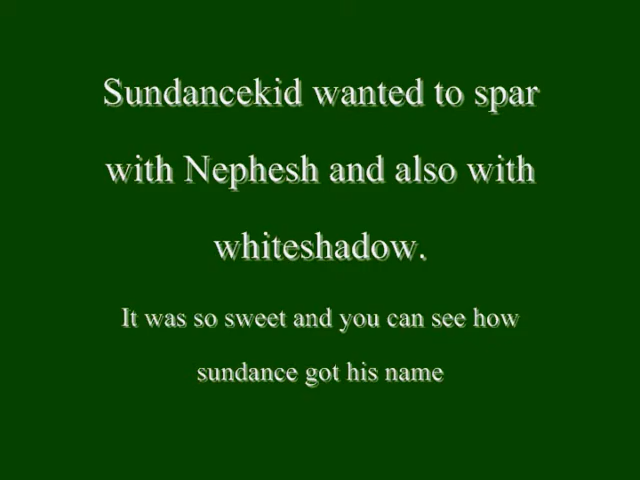 Sundancekid wanted to spar
with Nephesh and also with
whiteshadow.
It was so sweet and you can see how
sundance got his name